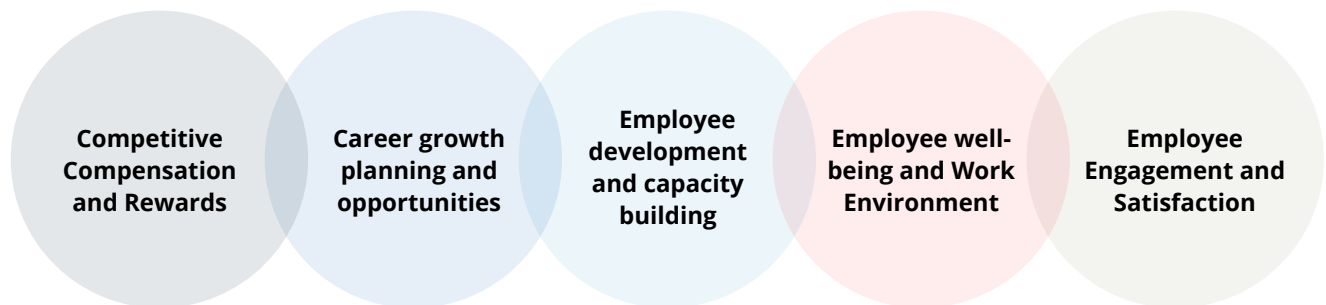 Competitive
Compensation
and Rewards
Career growth
planning and
opportunities
Employee
development
and capacity
building
Employee well-
being and Work
Environment
Employee
Engagement and
Satisfaction